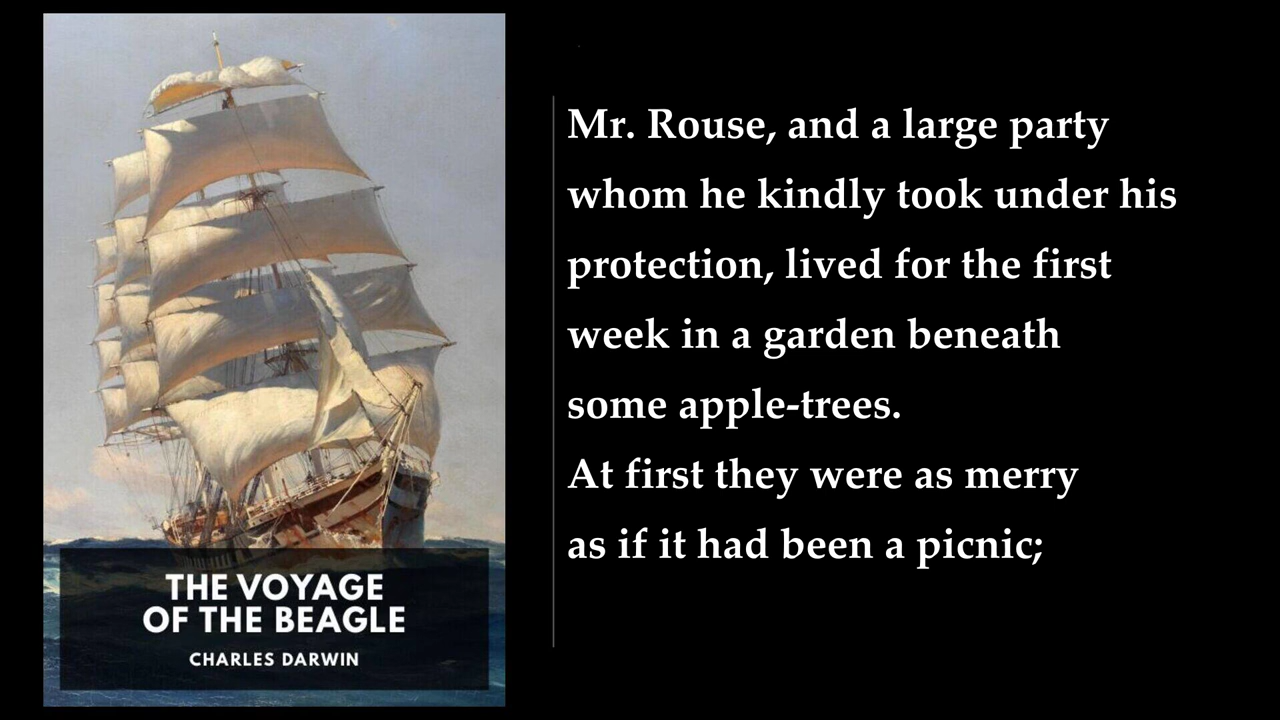 THE VOYAGE
OF THE BEAGLE
CHARLES DARWIN
Mr. Rouse, and a large party
whom he kindly took under his
protection, lived for the first
week in a garden beneath
some apple-trees.
At first they were as merry
as if it had been a picnic;